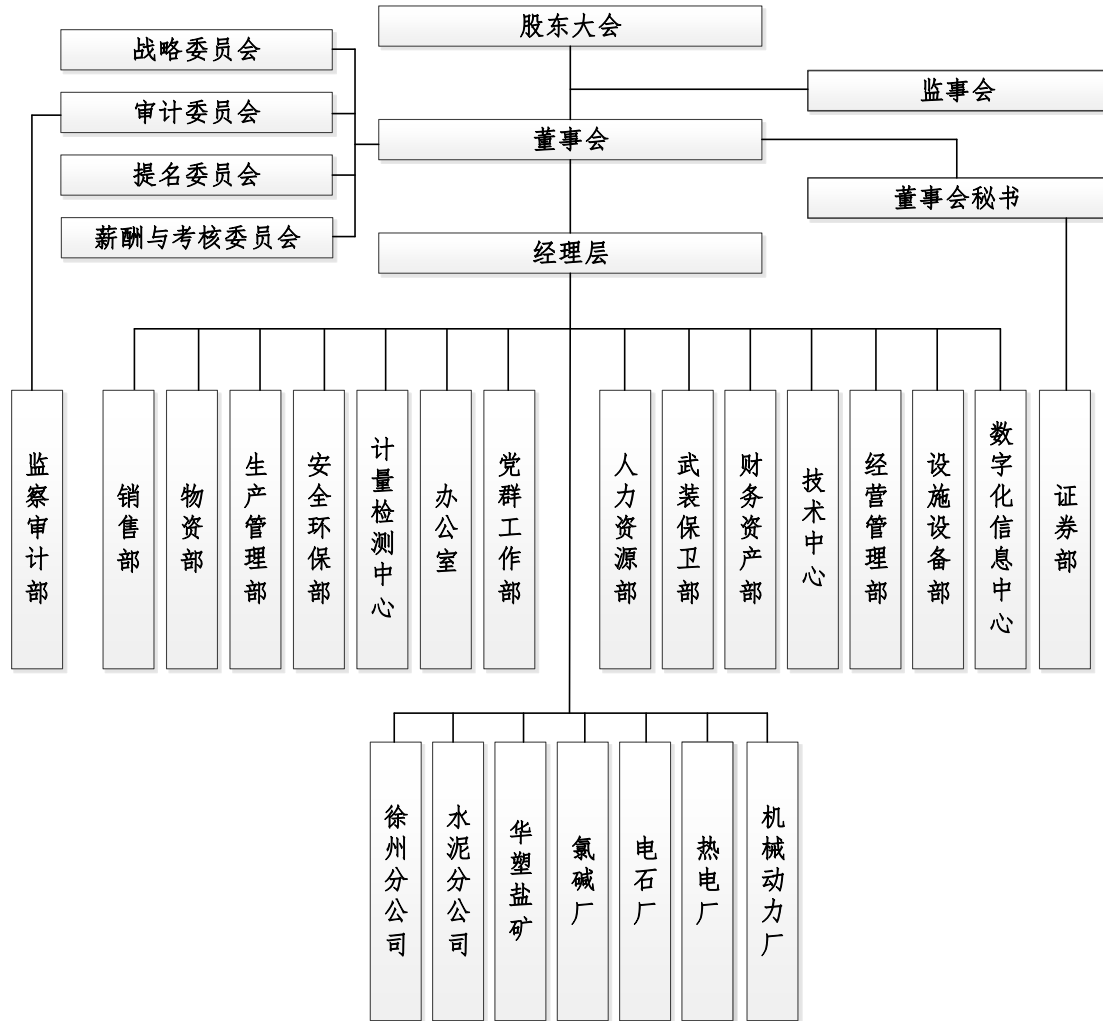 股东大会
战略委员会
监事会
审计委员会
董事会
提名委员会
董事会秘书
薪酬与考核委员会
经理层
监察审计部
销售部
物资部
生产管理部
安全环保部
计量检测中心
办公室
党群工作部
人力资源部
武装保卫部
财务资产部
技术中心
经营管理部
设施设备部
数字化信息中心
证券部
徐州分公司
水泥分公司
华塑盐矿
氯碱厂
电石厂
热电厂
机械动力厂